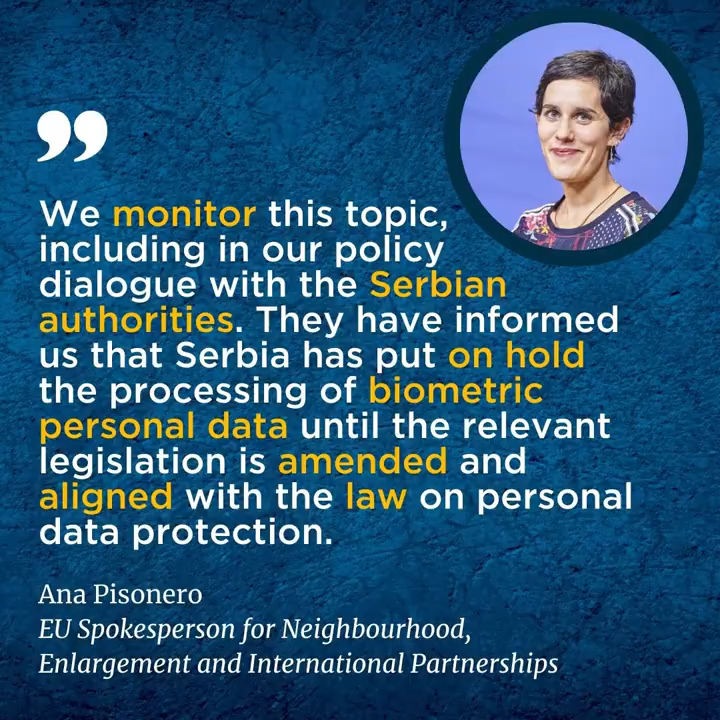 ”
We monitor this topic,
including in our policy
dialogue with the Serbian
authorities. They have informed
us that Serbia has put on hold
the processing of biometric
personal data until the relevant
legislation is amended and
aligned with the law on personal
data protection.
Ana Pisonero
EU Spokesperson for Neighbourhood,
Enlargement and International Partnerships